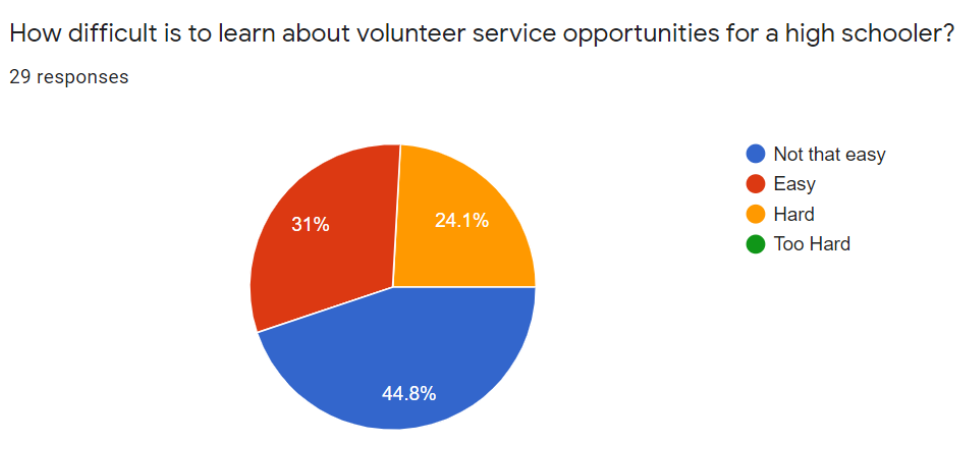 How difficult is to learn about volunteer service opportunities for a high schooler?
29 responses
31%
24.1%
44.8%
Not that easy
Easy
Hard
Too Hard